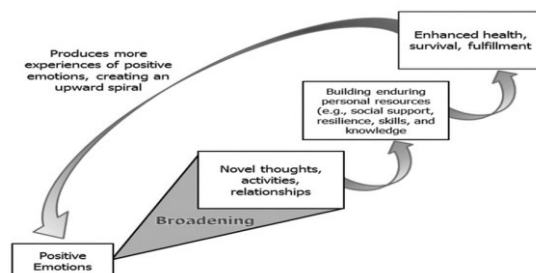 Enhanced health,
survival, fulfillment
Produces more
experiences of positive
emotions, creating an
upward spiral
Building enduring
personal resources
(e.g., social support,
resilience, skills, and
knowledge
Novel thoughts,
activities,
relationships
Broadening
Positive
Emotions